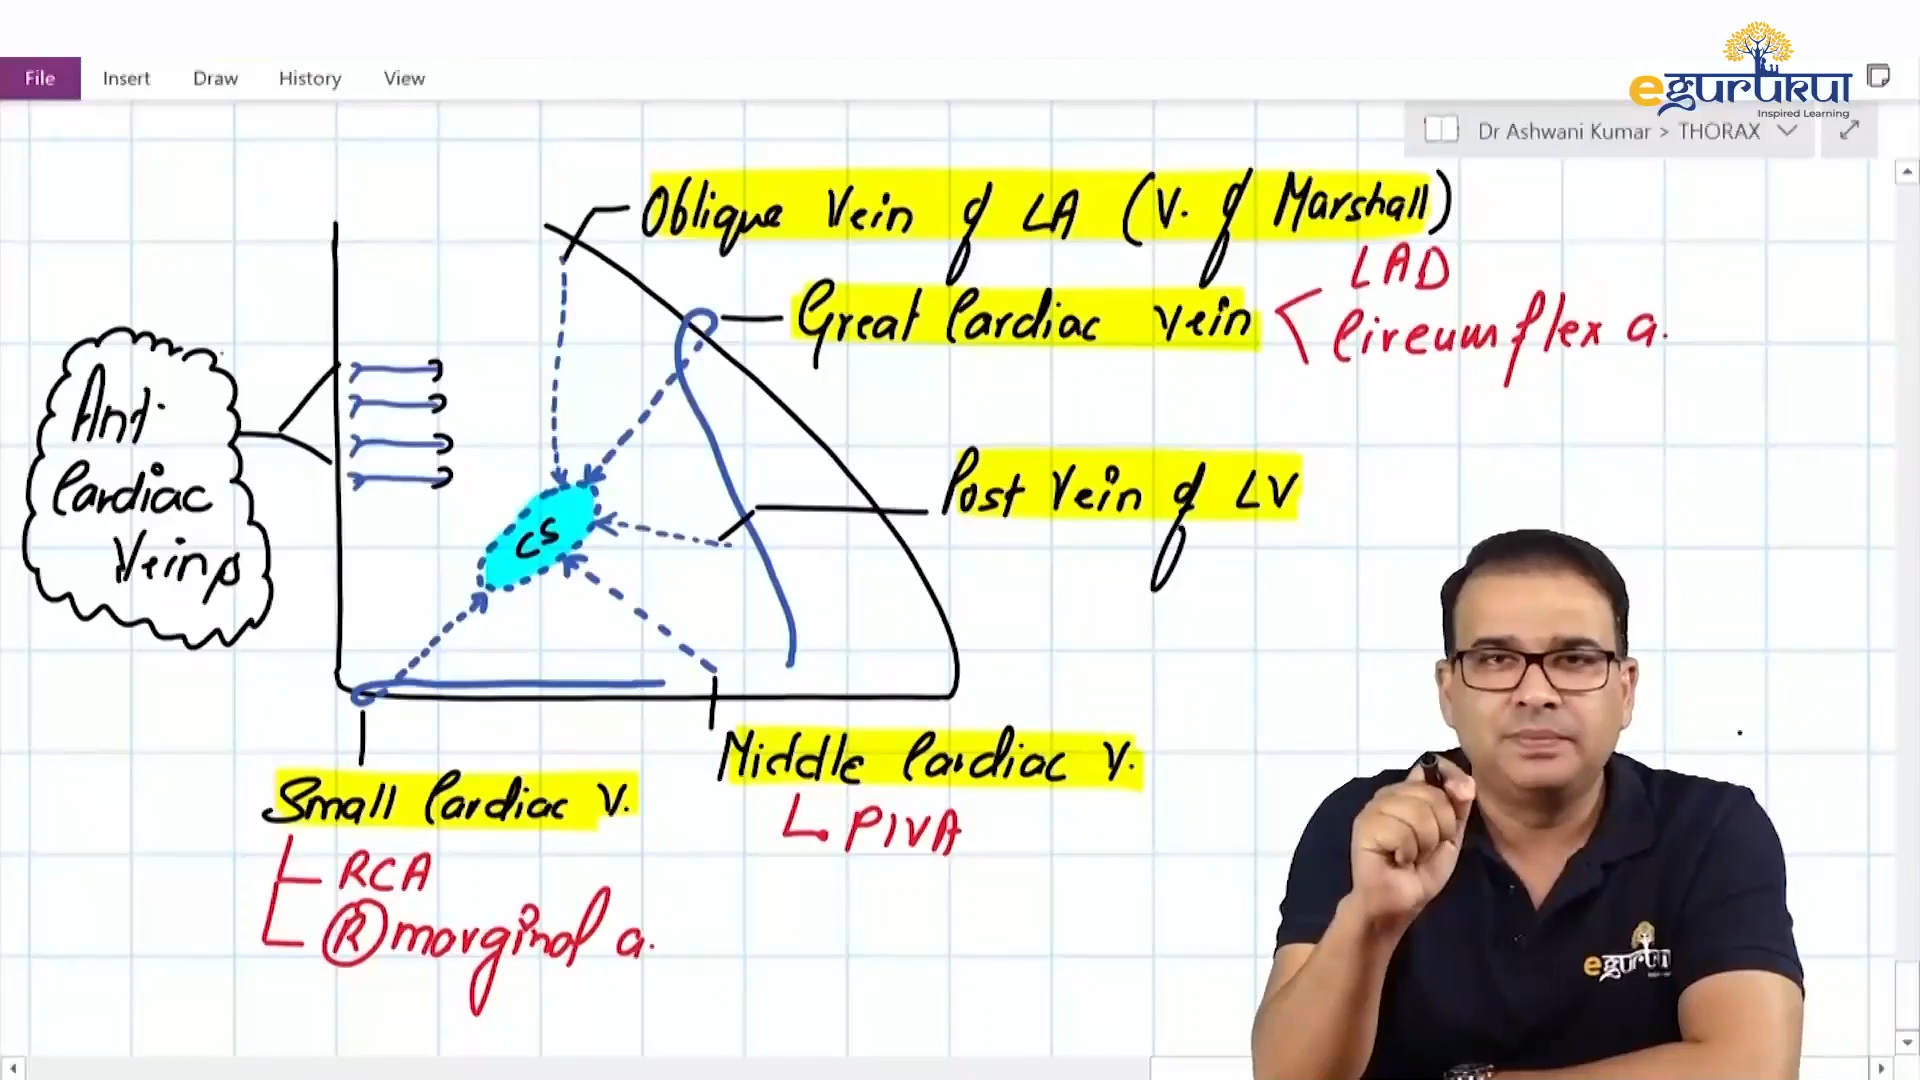 egurukul
Inspired Learning
File Insert Draw History View
Dr Ashwani Kumar > THORAX
Oblique Vein of LA (V. of Marshall)
LAD
Great Cardiac Vein
Circumflex a.
Ant.
Cardiac
Veins
Post Vein of LV
CS
Middle Cardiac V.
PIVA
Small Cardiac V.
RCA
R marginal a.
egurukul